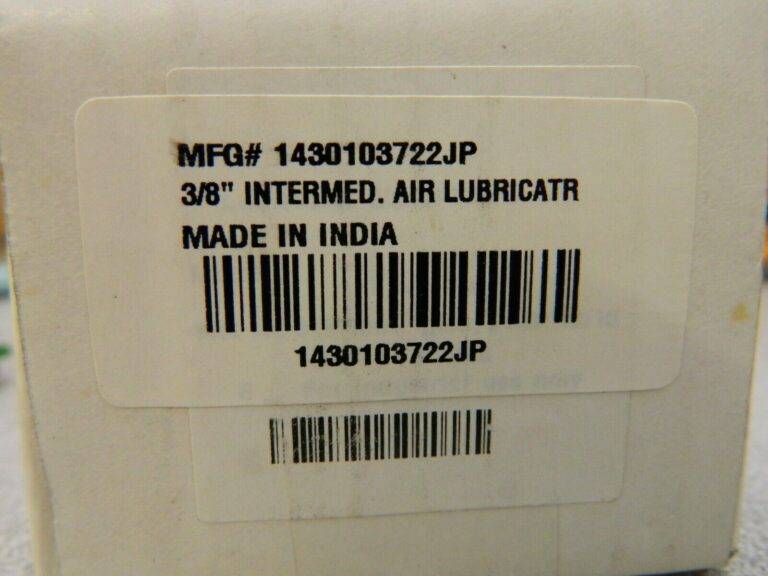 MFG# 1430103722JP
3/8" INTERMED. AIR LUBRICATR
MADE IN INDIA
1430103722JP